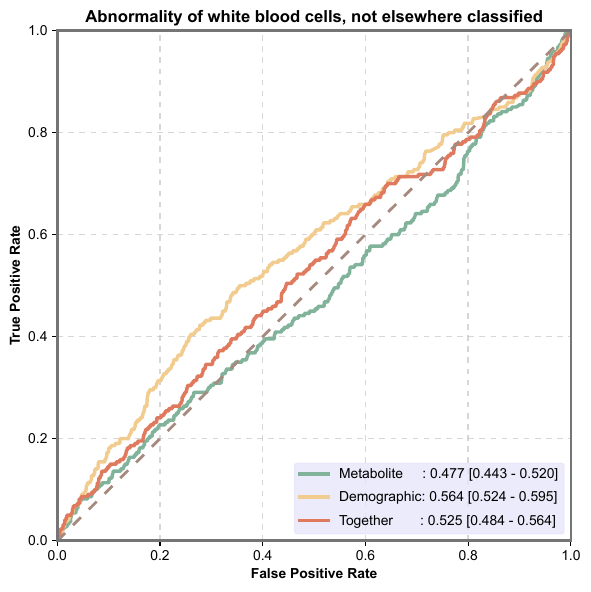 Abnormality of white blood cells, not elsewhere classified
1.0
0.8
0.6
0.4
0.2
0.0
True Positive Rate
Metabolite : 0.477 [0.443 - 0.520]
Demographic: 0.564 [0.524 - 0.595]
Together : 0.525 [0.484 - 0.564]
0.0 0.2 0.4 0.6 0.8 1.0
False Positive Rate